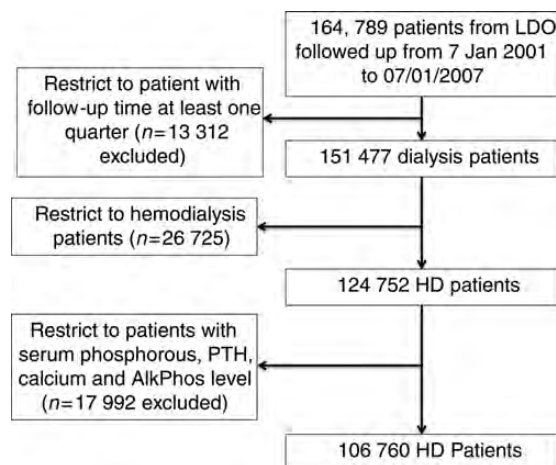 164, 789 patients from LDO
followed up from 7 Jan 2001
to 07/01/2007
Restrict to patient with
follow-up time at least one
quarter (n=13 312
excluded)
151 477 dialysis patients
Restrict to hemodialysis
patients (n=26 725)
124 752 HD patients
Restrict to patients with
serum phosphorous, PTH,
calcium and AlkPhos level
(n=17 992 excluded)
106 760 HD Patients